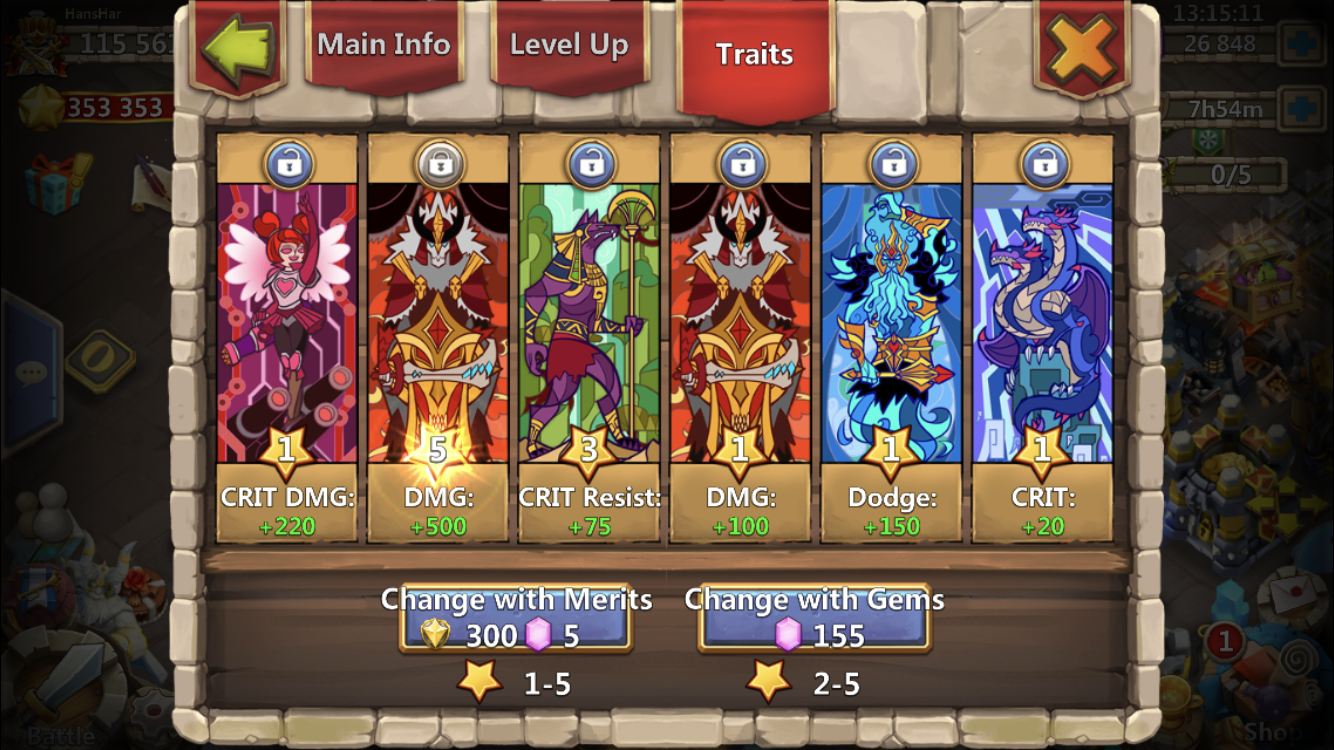 HansHar
115 561
353 353
Main Info
Level Up
Traits
13:15:11
26 848
7h54m
0/5
1
5
3
1
1
1
CRIT DMG:
+220
DMG:
+500
CRIT Resist:
+75
DMG:
+100
Dodge:
+150
CRIT:
+20
Change with Merits
300 5
1-5
Change with Gems
155
2-5
1
Battle
Shop